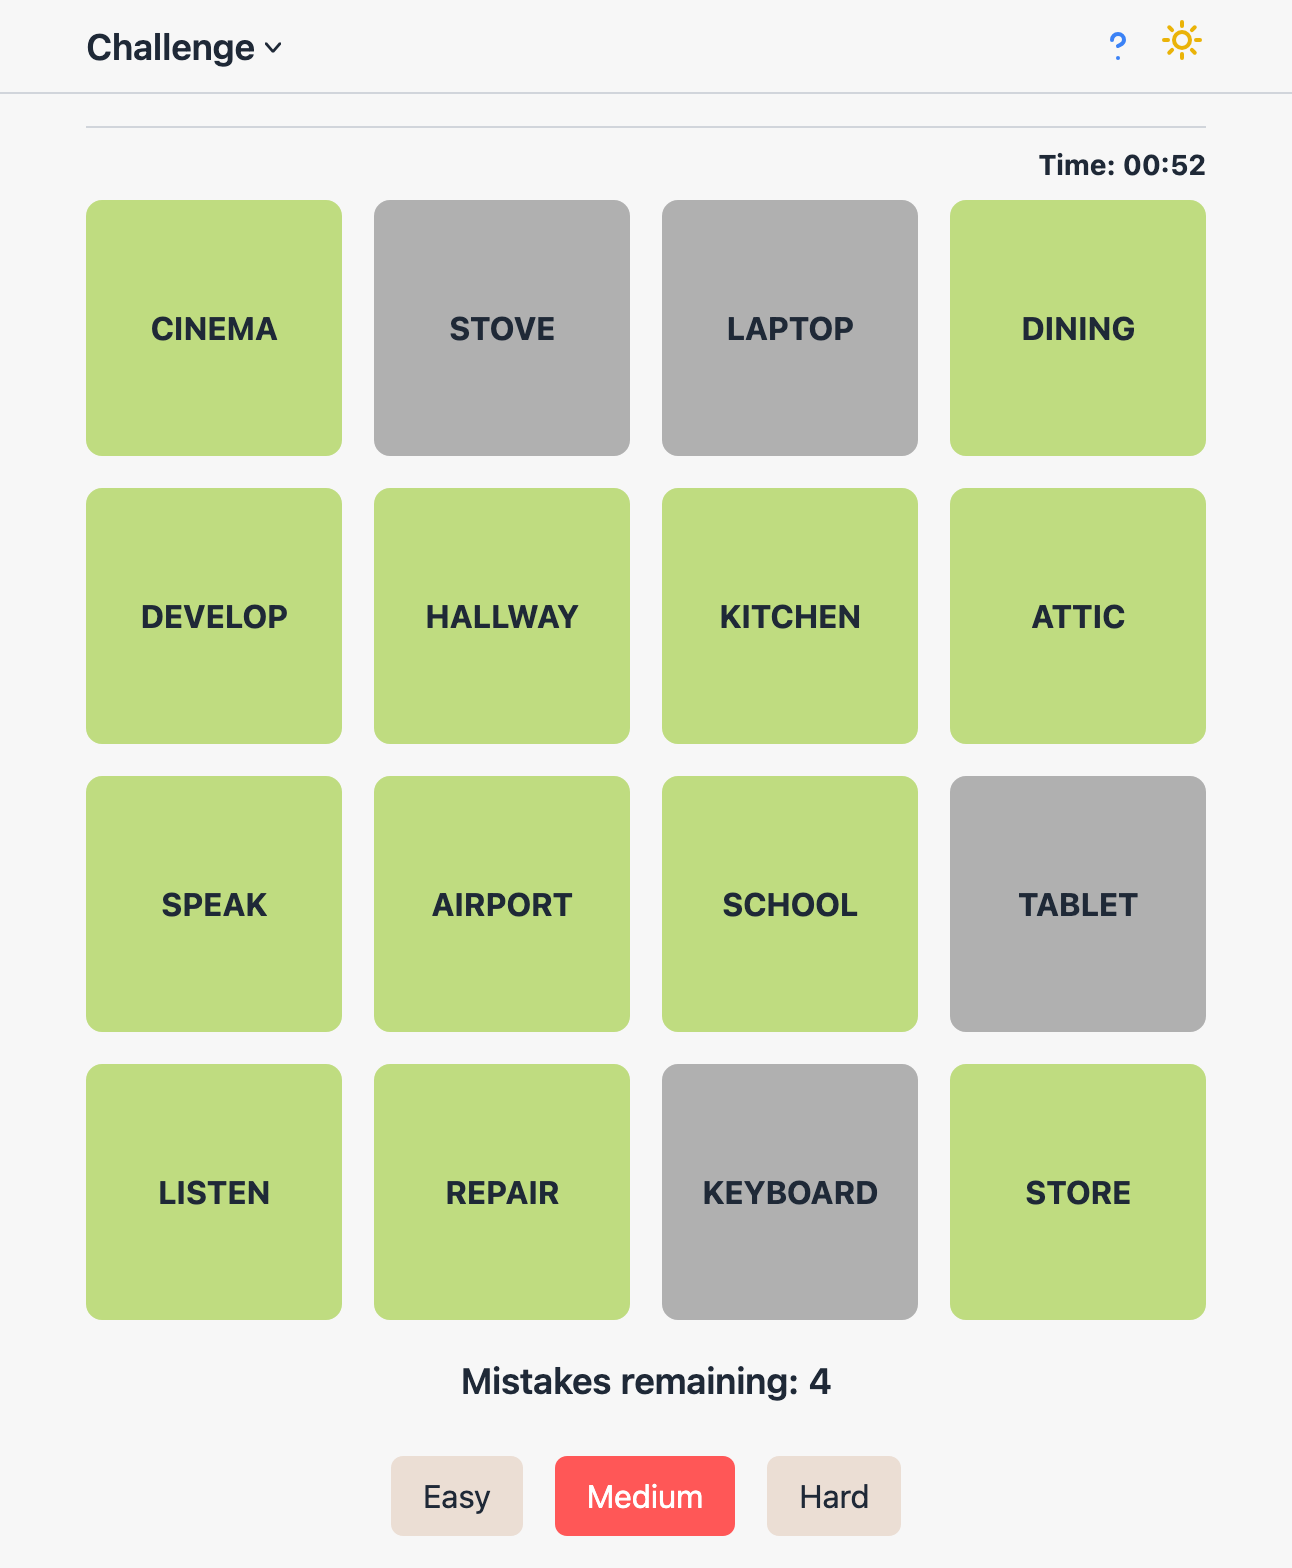 Challenge
?
Time: 00:52
CINEMA
STOVE
LAPTOP
DINING
DEVELOP
HALLWAY
KITCHEN
ATTIC
SPEAK
AIRPORT
SCHOOL
TABLET
LISTEN
REPAIR
KEYBOARD
STORE
Mistakes remaining: 4
Easy
Medium
Hard